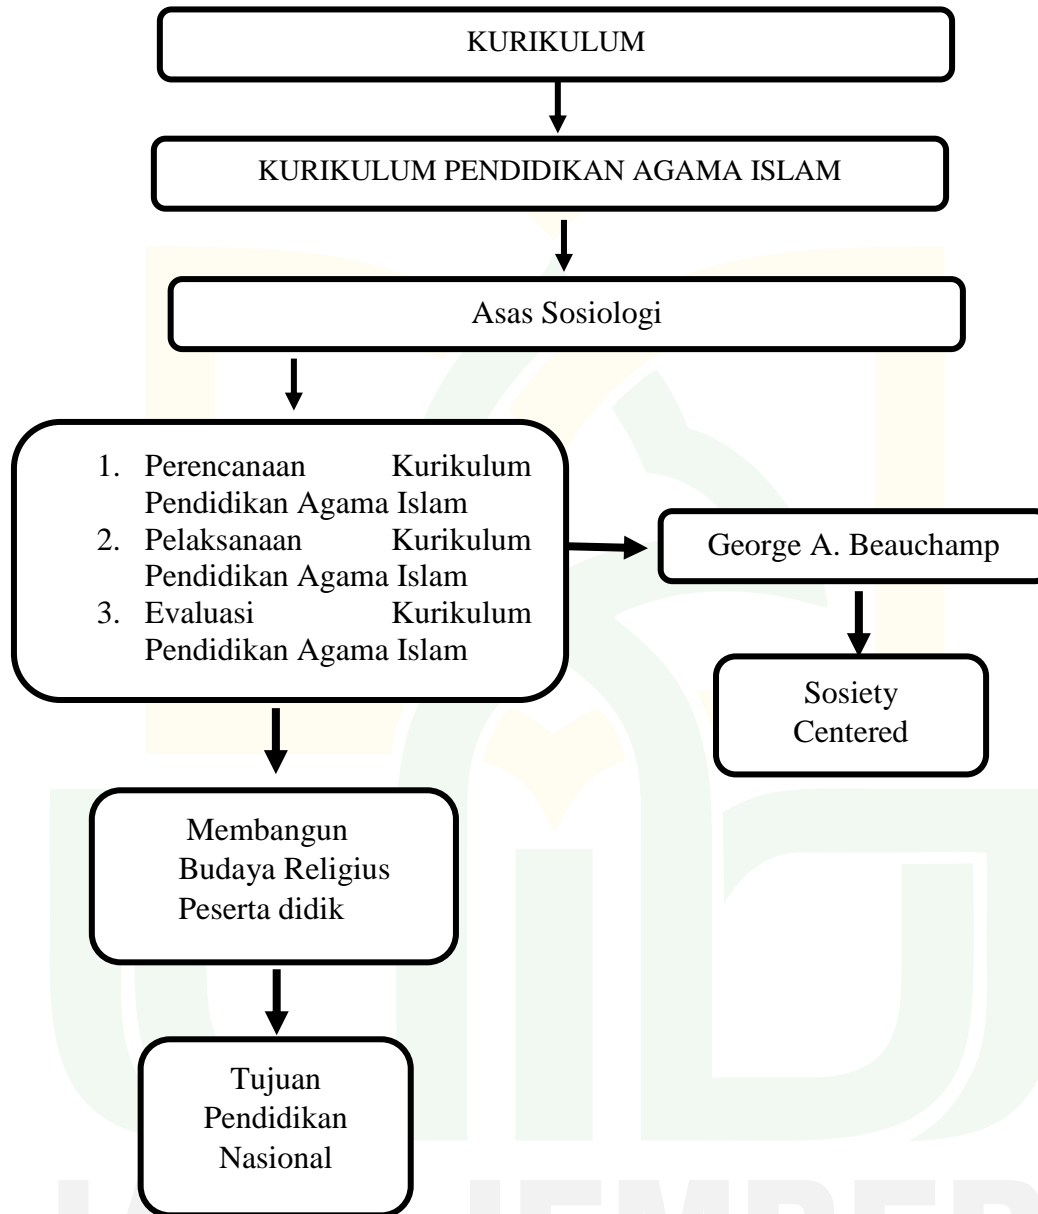 KURIKULUM
KURIKULUM PENDIDIKAN AGAMA ISLAM
Asas Sosiologi
1. Perencanaan Kurikulum
Pendidikan Agama Islam
2. Pelaksanaan Kurikulum
Pendidikan Agama Islam
3. Evaluasi Kurikulum
Pendidikan Agama Islam
George A. Beauchamp
Sosiety
Centered
Membangun
Budaya Religius
Peserta didik
Tujuan
Pendidikan
Nasional